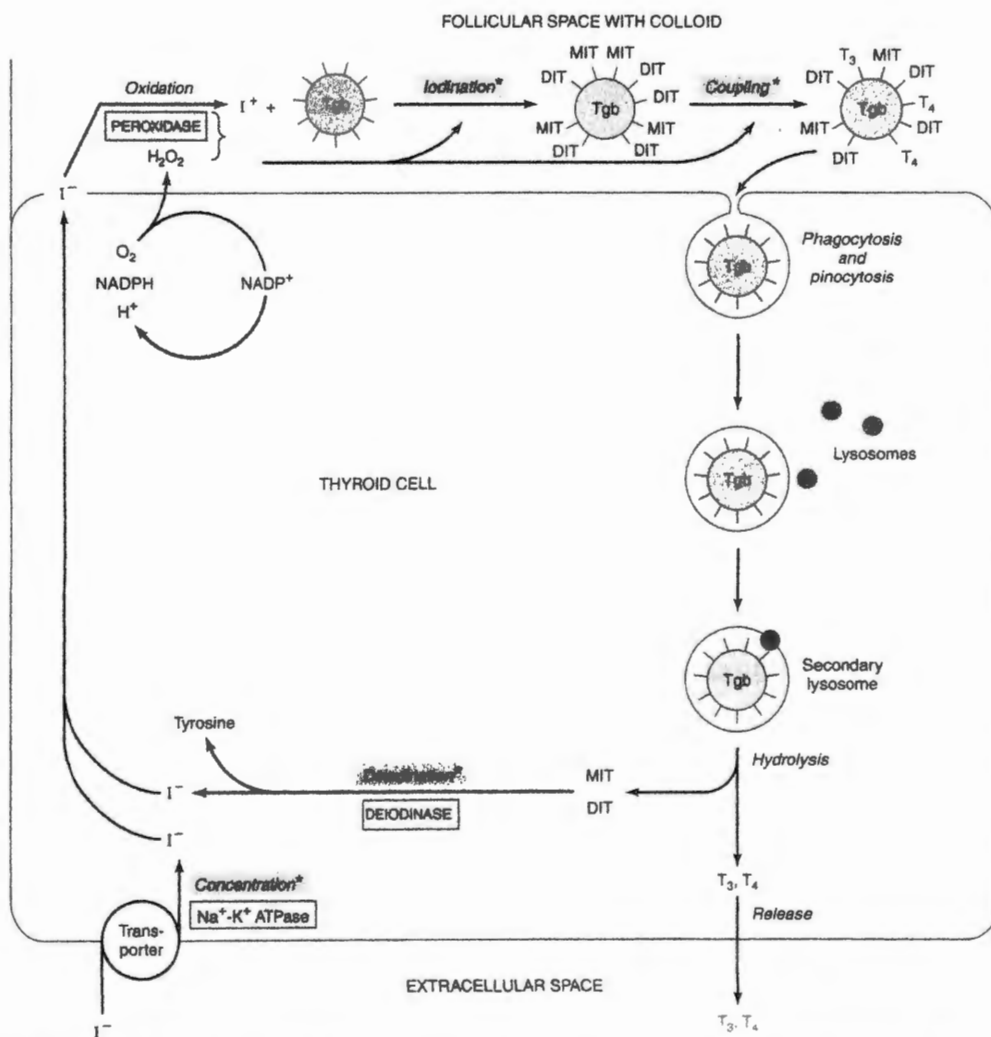 FOLLICULAR SPACE WITH COLLOID
Oxidation
PEROXIDASE
H₂O₂
I⁺ +
Tgb
Iodination*
MIT MIT
DIT
DIT
Tgb
DIT
MIT
MIT
DIT
DIT
Coupling*
T₃
MIT
DIT
DIT
Tgb
T₄
MIT
DIT
DIT
T₄
I⁻
O₂
NADPH
H⁺
NADP⁺
Tgb
Phagocytosis
and
pinocytosis
THYROID CELL
Tgb
Lysosomes
Tgb
Secondary
lysosome
Hydrolysis
Tyrosine
I⁻
DEIODINASE
MIT
DIT
I⁻
Concentration*
Na⁺-K⁺ ATPase
Trans-
porter
T₃, T₄
Release
EXTRACELLULAR SPACE
I⁻
T₃, T₄